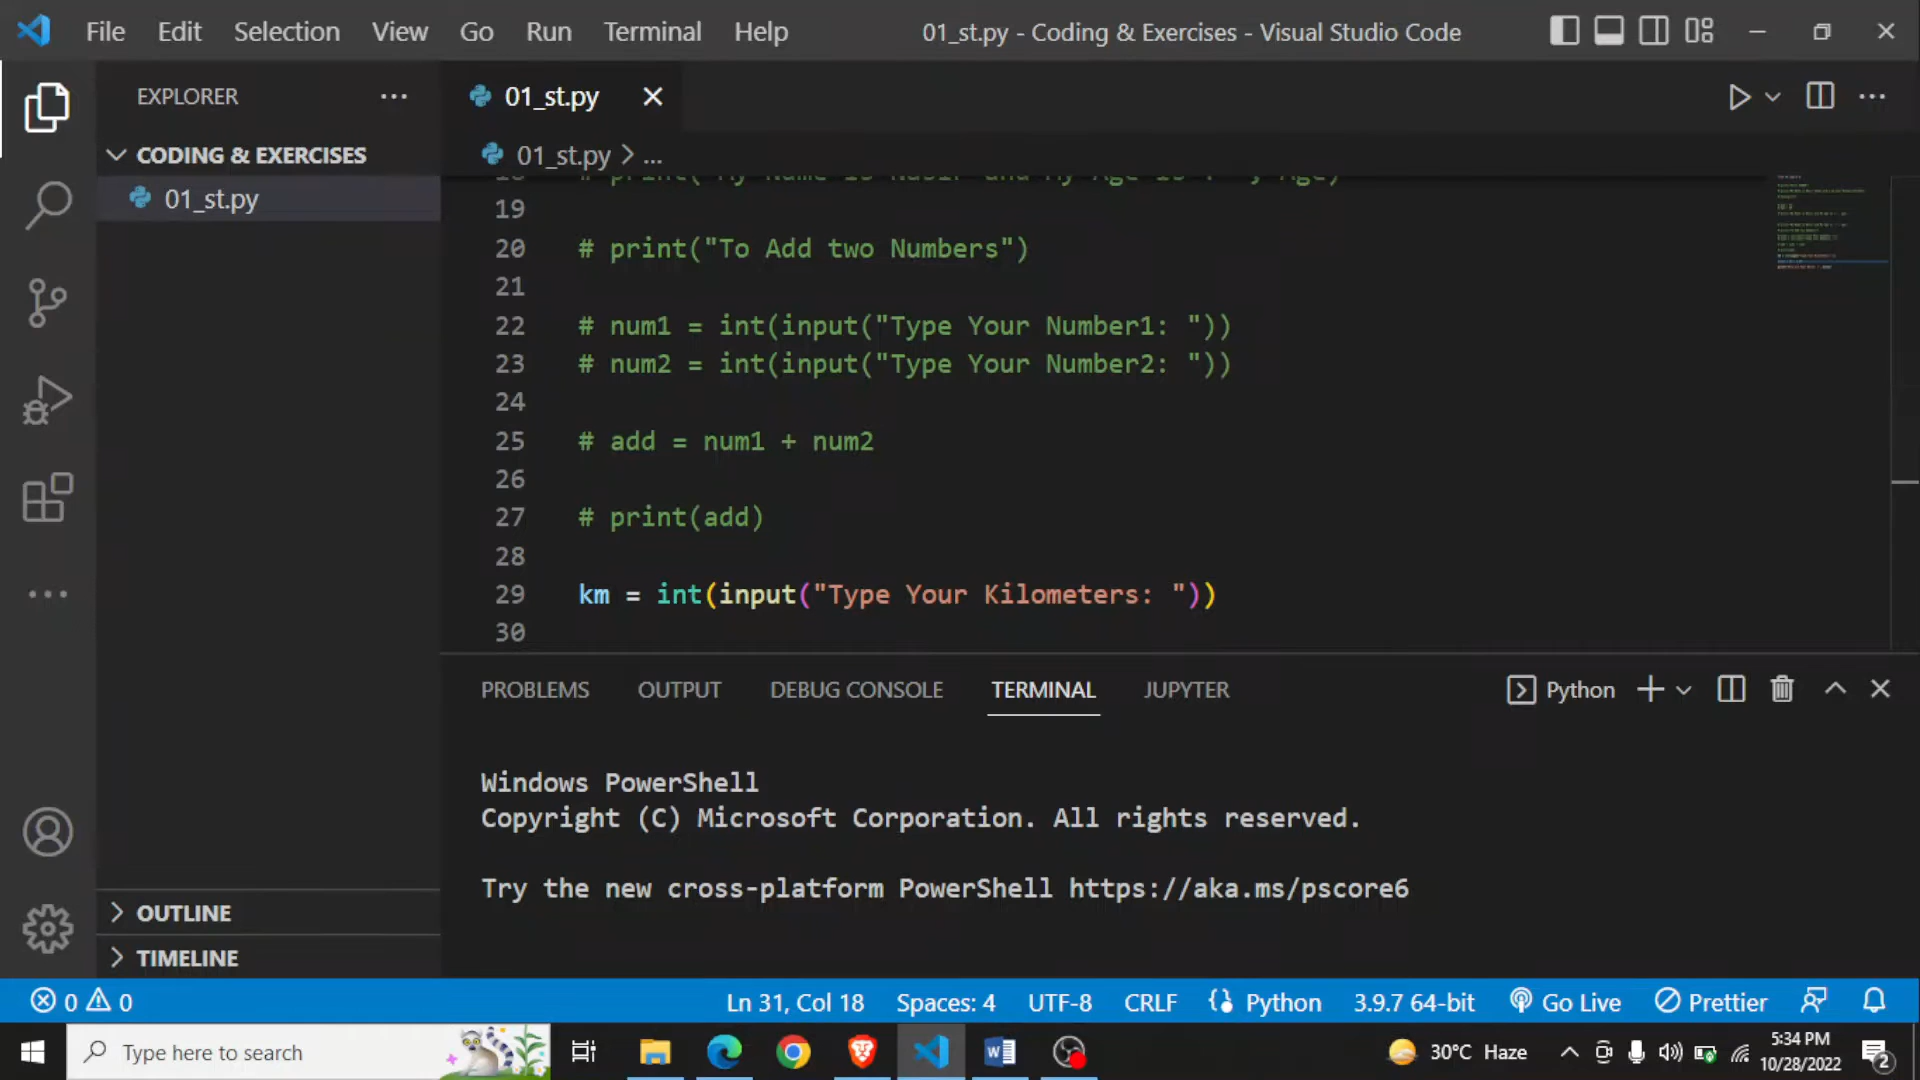 File Edit Selection View Go Run Terminal Help
01_st.py - Coding & Exercises - Visual Studio Code
EXPLORER
CODING & EXERCISES
01_st.py
OUTLINE
TIMELINE
01_st.py
01_st.py > ...
19
20 # print("To Add two Numbers")
21
22 # num1 = int(input("Type Your Number1: "))
23 # num2 = int(input("Type Your Number2: "))
24
25 # add = num1 + num2
26
27 # print(add)
28
29 km = int(input("Type Your Kilometers: "))
30
PROBLEMS OUTPUT DEBUG CONSOLE TERMINAL JUPYTER
Python
Windows PowerShell
Copyright (C) Microsoft Corporation. All rights reserved.
Try the new cross-platform PowerShell https://aka.ms/pscore6
0 0
Ln 31, Col 18 Spaces: 4 UTF-8 CRLF Python 3.9.7 64-bit Go Live Prettier
Type here to search
30°C Haze
5:34 PM
10/28/2022
2